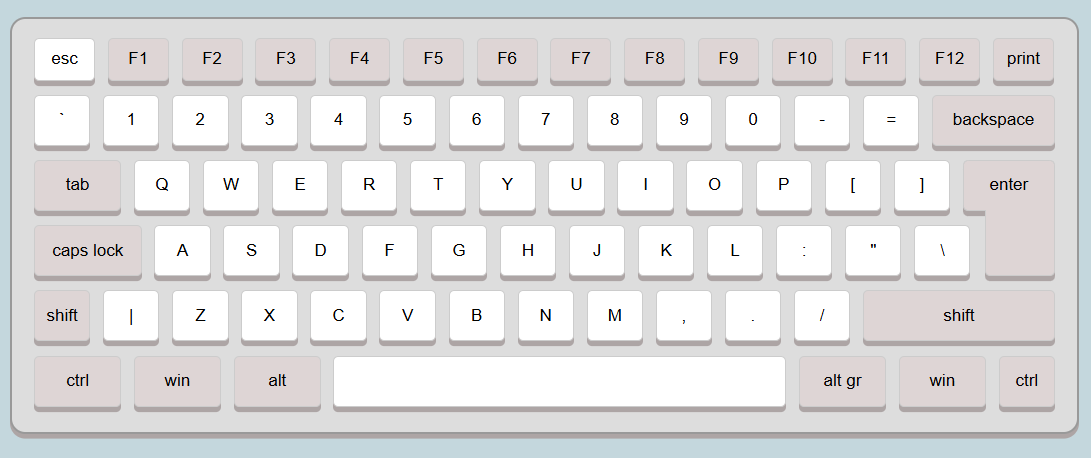 esc F1 F2 F3 F4 F5 F6 F7 F8 F9 F10 F11 F12 print
` 1 2 3 4 5 6 7 8 9 0 - = backspace
tab Q W E R T Y U I O P [ ] enter
caps lock A S D F G H J K L : " \
shift | Z X C V B N M , . / shift
ctrl win alt alt gr win ctrl